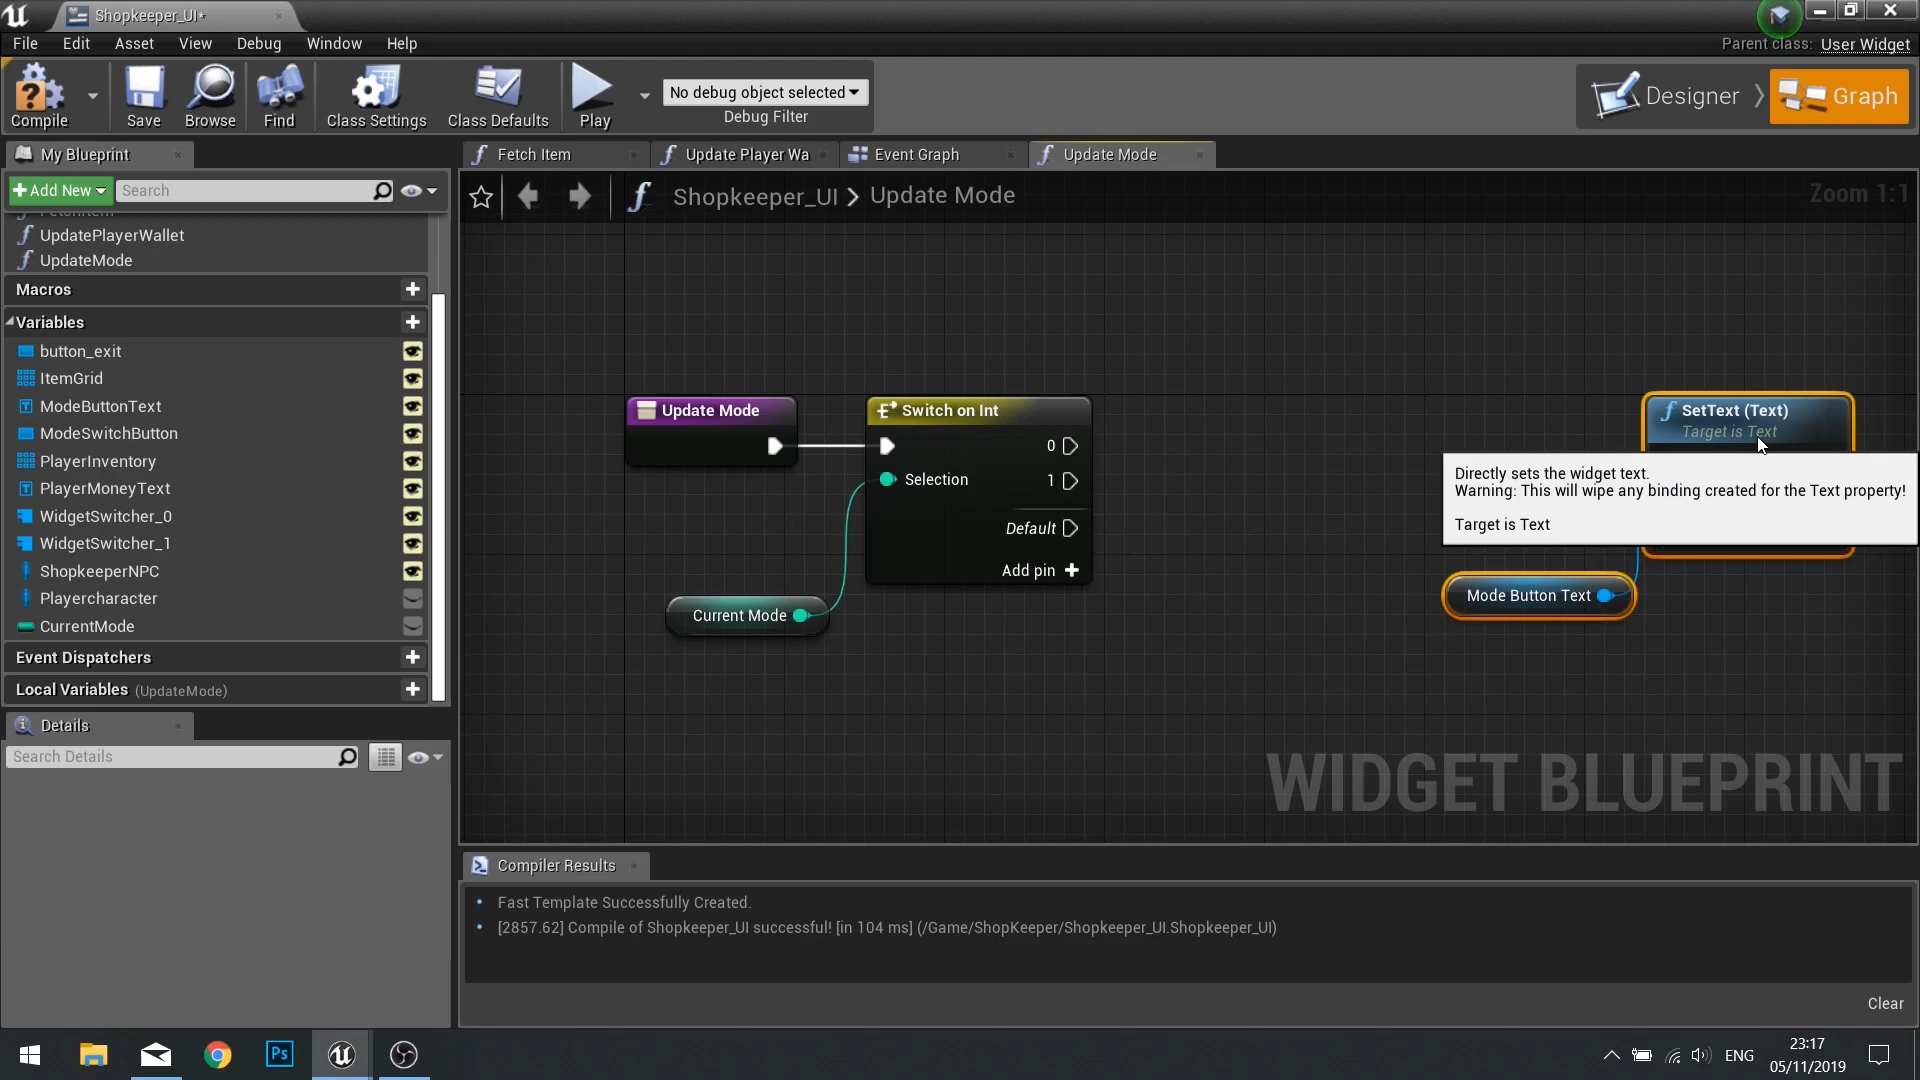 Shopkeeper_UI*
File Edit Asset View Debug Window Help
Parent class: User Widget
Compile Save Browse Find Class Settings Class Defaults Play
No debug object selected
Debug Filter
Designer Graph
My Blueprint
Fetch Item Update Player Wa Event Graph Update Mode
Add New Search
Shopkeeper_UI > Update Mode
Zoom 1:1
FetchItem
UpdatePlayerWallet
UpdateMode
Macros
Variables
button_exit
ItemGrid
ModeButtonText
ModeSwitchButton
PlayerInventory
PlayerMoneyText
WidgetSwitcher_0
WidgetSwitcher_1
ShopkeeperNPC
Playercharacter
CurrentMode
Event Dispatchers
Local Variables (UpdateMode)
Update Mode
Switch on Int
0
Selection 1
Default
Add pin
Current Mode
SetText (Text)
Target is Text
Directly sets the widget text.
Warning: This will wipe any binding created for the Text property!
Target is Text
Mode Button Text
WIDGET BLUEPRINT
Details
Search Details
Compiler Results
Fast Template Successfully Created.
[2857.62] Compile of Shopkeeper_UI successful! [in 104 ms] (/Game/ShopKeeper/Shopkeeper_UI.Shopkeeper_UI)
Clear
Ps
ENG
23:17
05/11/2019